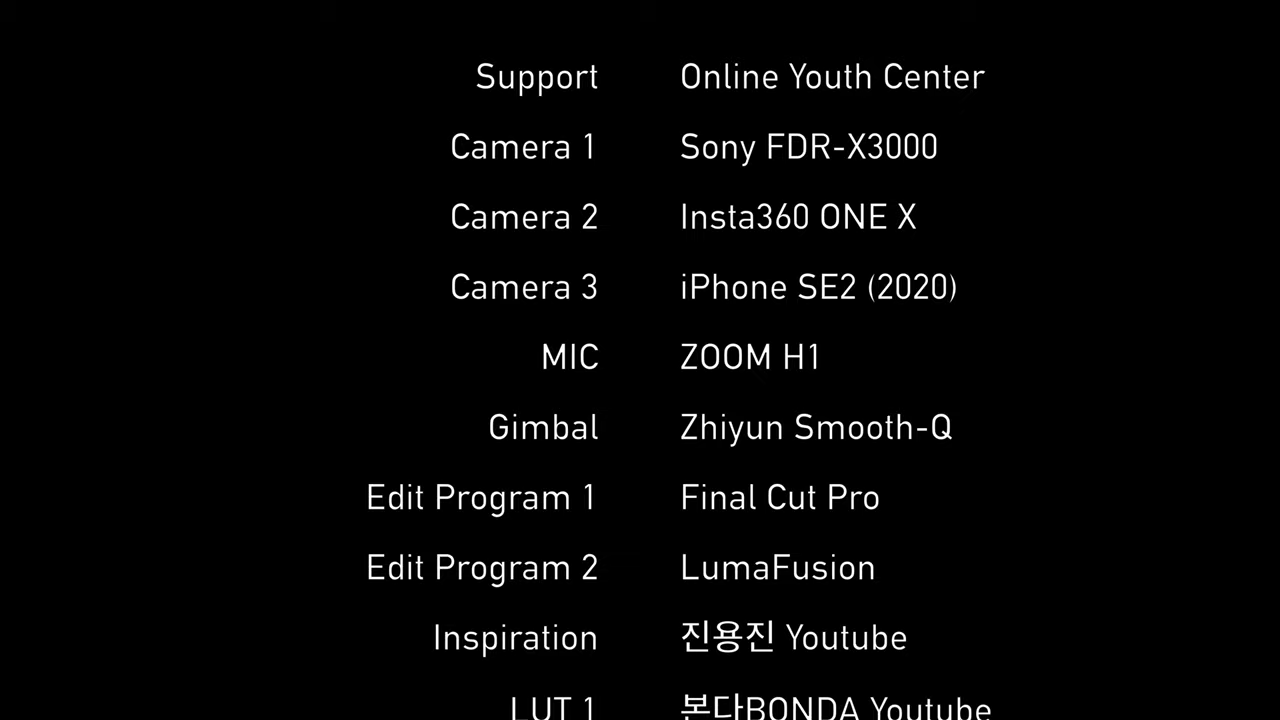 Support Online Youth Center
Camera 1 Sony FDR-X3000
Camera 2 Insta360 ONE X
Camera 3 iPhone SE2 (2020)
MIC ZOOM H1
Gimbal Zhiyun Smooth-Q
Edit Program 1 Final Cut Pro
Edit Program 2 LumaFusion
Inspiration 진용진 Youtube
LUT 1 본다BONDA Youtube